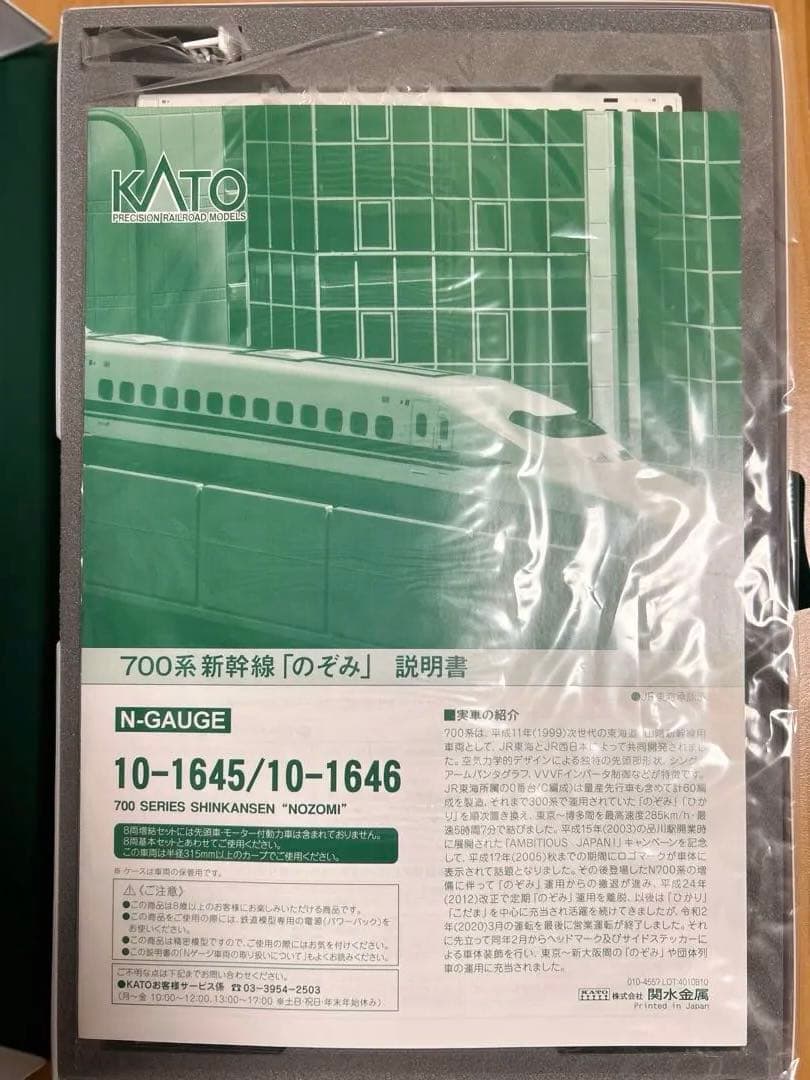 KATO
PRECISION RAILROAD MODELS
700系新幹線「のぞみ」 説明書
●JR東海承認済
N-GAUGE
10-1645/10-1646
700 SERIES SHINKANSEN “NOZOMI”
8両増結セットには先頭車・モーター付動力車は含まれておりません。
8両基本セットとあわせてご使用ください。
この車両は半径315mm以上のカーブでご使用ください。
※ケースは車両の保管用です。
⚠《ご注意》
●この商品は8歳以上のお客様にお楽しみいただける商品です。
●この商品をご使用の際には、鉄道模型専用の電源(パワーパック)を
お使いください。
●この商品は精密模型ですので、ご使用の際にはお気を付けください。
●この説明書の「Nゲージ車両の取り扱いについて」もよくお読みください。
ご不明な点は下記までお問い合わせください。
●KATOお客様サービス係 ☎03-3954-2503
(月〜金 10:00〜12:00、13:00〜17:00 ※土日・祝日・年末年始休み)
■実車の紹介
700系は、平成11年(1999)次世代の東海道・山陽新幹線用
車両として、JR東海とJR西日本によって共同開発されまし
た。空気力学的デザインによる独特の先頭部形状、シングル
アームパンタグラフ、VVVFインバータ制御などが特徴です。
JR東海所属の0番台(C編成)は量産先行車も含めて計60編
成を製造、それまで300系で運用されていた「のぞみ」「ひか
り」を順次置き換え、東京〜博多間を最高速度285km/h・最
速5時間7分で結びました。平成15年(2003)の品川駅開業時
に展開された「AMBITIOUS JAPAN!」キャンペーンを記念
して、平成17年(2005)秋までの期間にロゴマークが車体に
表示されて話題となりました。その後登場したN700系の増
備に伴って「のぞみ」運用からの撤退が進み、平成24年
(2012)改正で定期「のぞみ」運用を離脱、以後は「ひかり」
「こだま」を中心に充当され活躍を続けてきましたが、令和2
年(2020)3月の運転を最後に営業運転が終了しました。それ
に先立って同年2月からヘッドマーク及びサイドステッカーに
よる車体装飾を行い、東京〜新大阪間の「のぞみ」や団体列
車の運用に充当されました。
010-4559 LOT:4010810
KATO 株式会社 関水金属
Printed in Japan